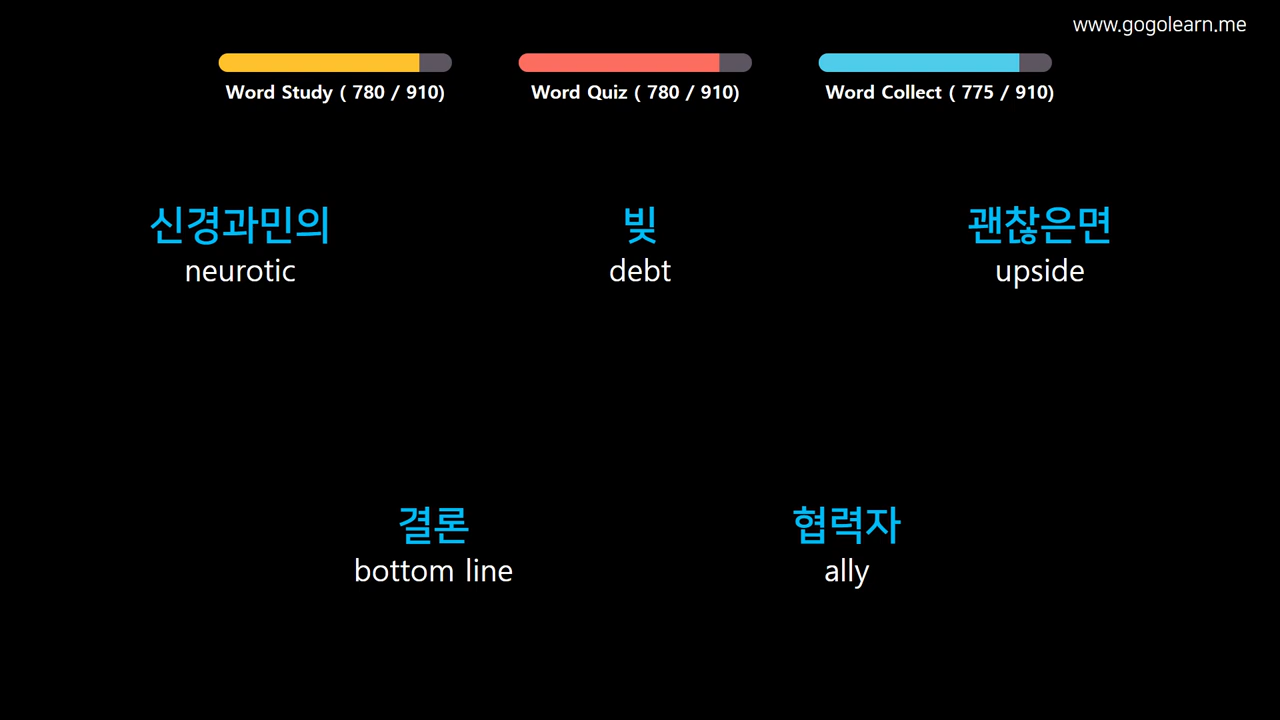 www.gogolearn.me
Word Study ( 780 / 910)
Word Quiz ( 780 / 910)
Word Collect ( 775 / 910)
신경과민의
neurotic
빚
debt
괜찮은면
upside
결론
bottom line
협력자
ally